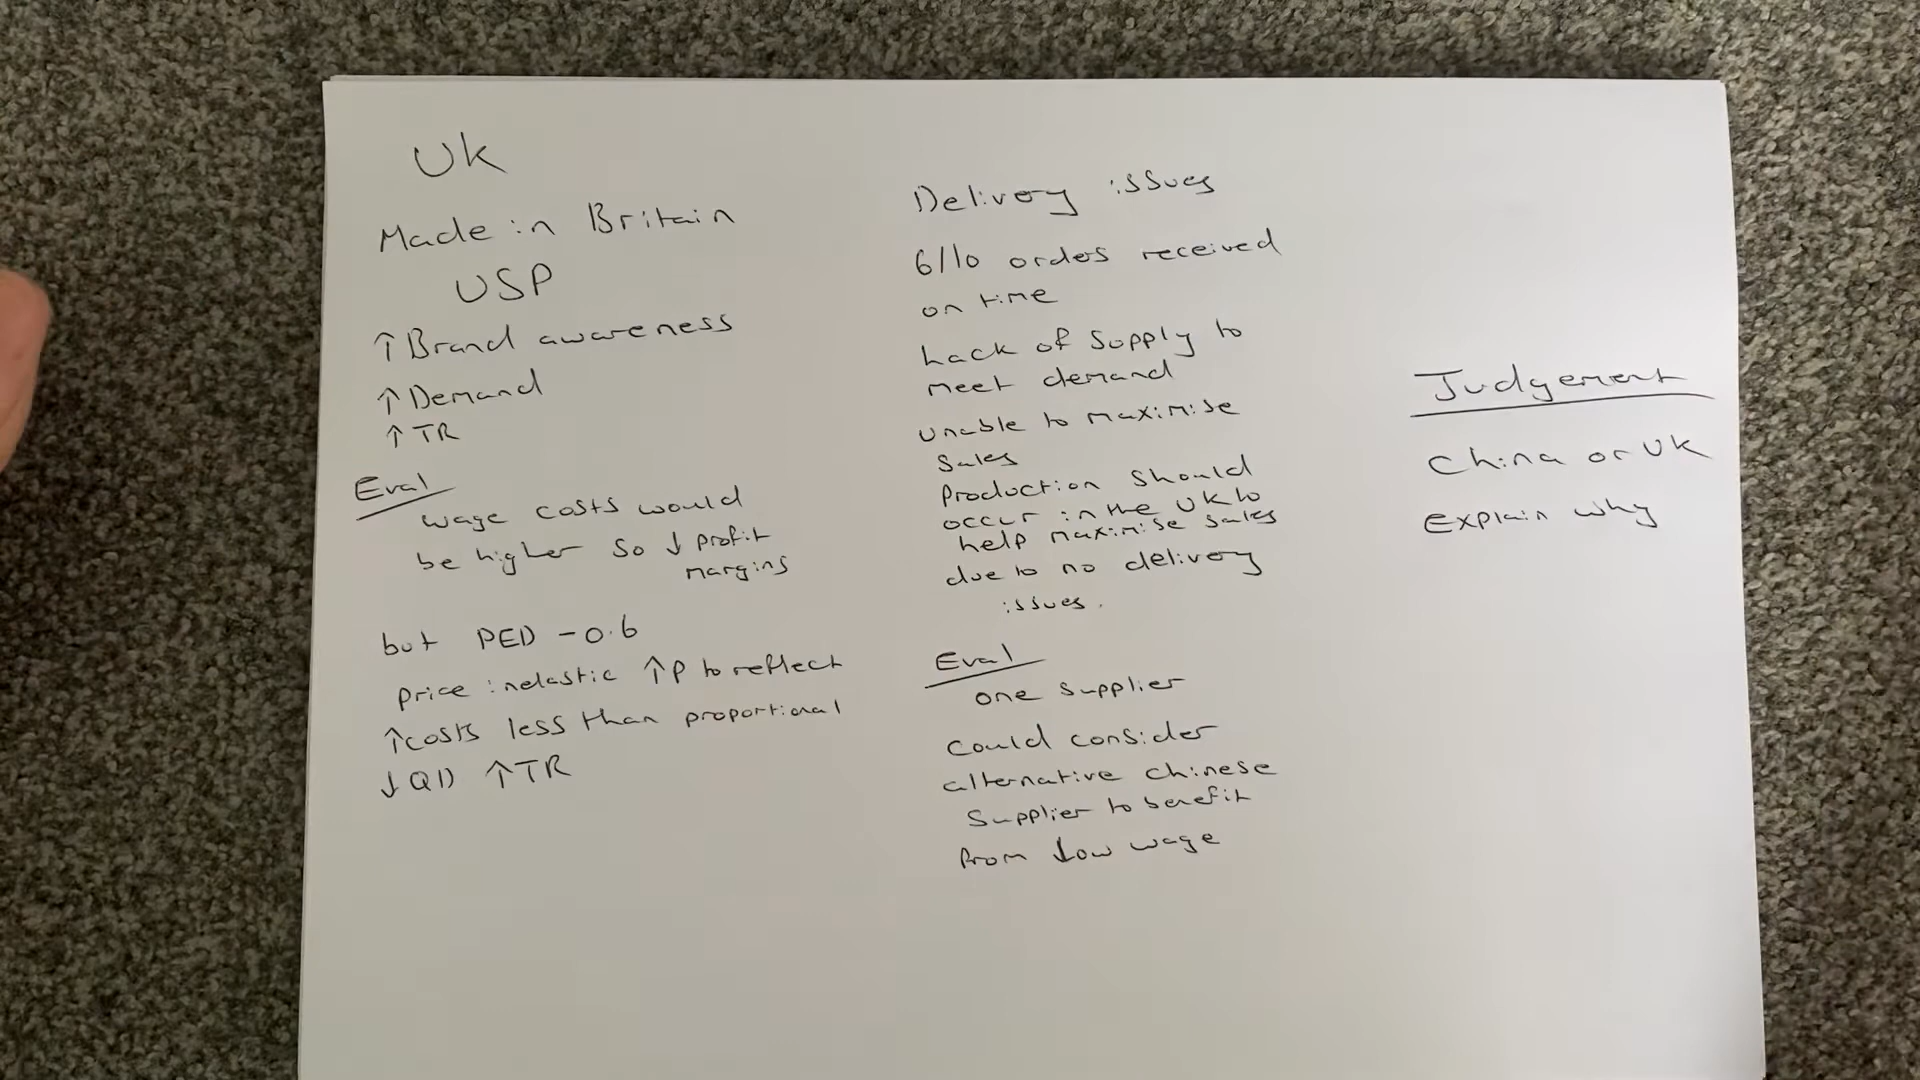 UK
Made in Britain
USP
↑ Brand awareness
↑ Demand
↑ TR
Eval
wage costs would
be higher so ↓ profit
margins
but PED -0.6
price inelastic ↑P to reflect
↑costs less than proportional
↓ QD ↑TR
Delivery issues
6/10 orders received
on time
Lack of supply to
meet demand
unable to maximise
sales
production should
occur in the UK to
help maximise sales
due to no delivery
issues.
Eval
one supplier
could consider
alternative chinese
supplier to benefit
from low wage
Judgement
China or UK
Explain why